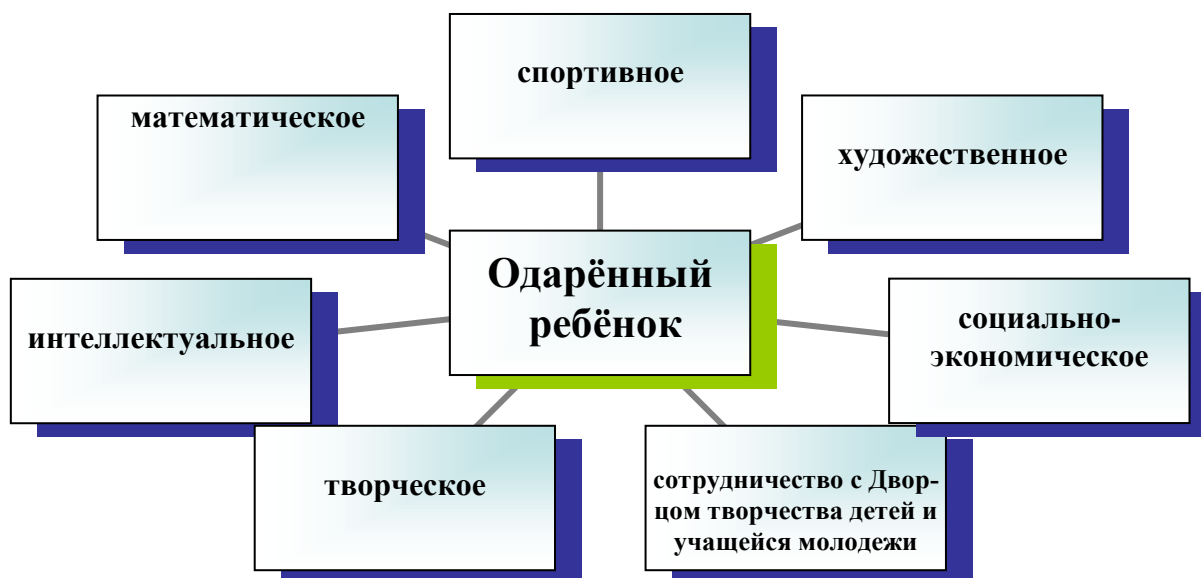 спортивное
математическое
художественное
Одарённый
ребёнок
интеллектуальное
социально-
экономическое
творческое
сотрудничество с Двор-
цом творчества детей и
учащейся молодежи